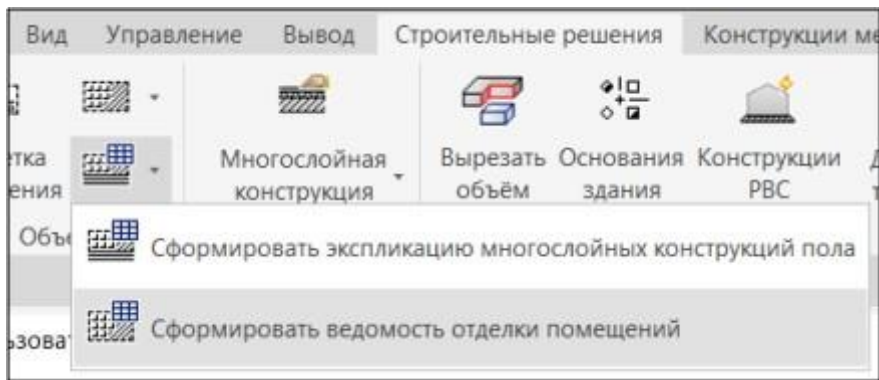 Вид Управление Вывод Строительные решения Конструкции
Многослойная Вырезать Основания Конструкции
конструкция объём здания РВС
Сформировать экспликацию многослойных конструкций пола
Сформировать ведомость отделки помещений